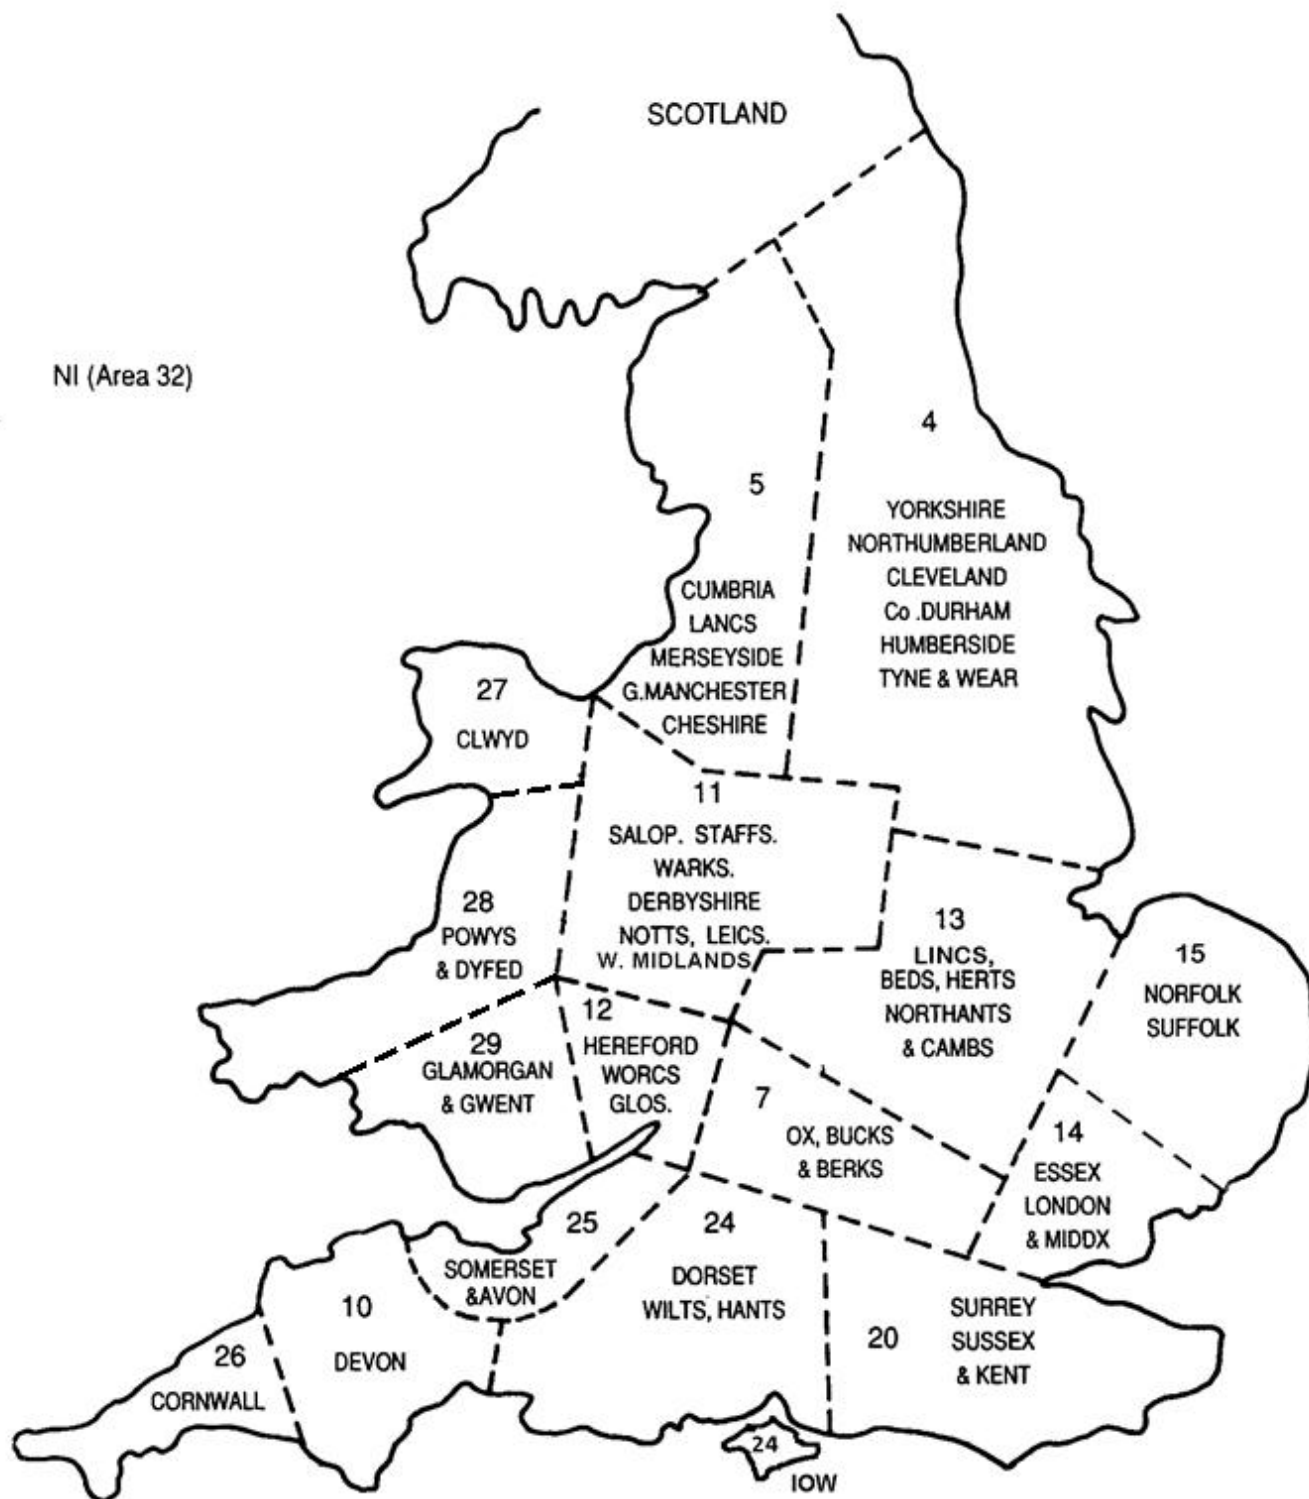 SCOTLAND
NI (Area 32)
4
YORKSHIRE
NORTHUMBERLAND
CLEVELAND
Co .DURHAM
HUMBERSIDE
TYNE & WEAR
5
CUMBRIA
LANCS
MERSEYSIDE
G.MANCHESTER
CHESHIRE
27
CLWYD
11
SALOP. STAFFS.
WARKS.
DERBYSHIRE
NOTTS, LEICS.
W. MIDLANDS
28
POWYS
& DYFED
13
LINCS,
BEDS, HERTS
NORTHANTS
& CAMBS
15
NORFOLK
SUFFOLK
12
HEREFORD
WORCS
GLOS.
29
GLAMORGAN
& GWENT
7
OX, BUCKS
& BERKS
14
ESSEX
LONDON
& MIDDX
25
SOMERSET
&AVON
24
DORSET
WILTS, HANTS
10
DEVON
20
SURREY
SUSSEX
& KENT
26
CORNWALL
24
IOW